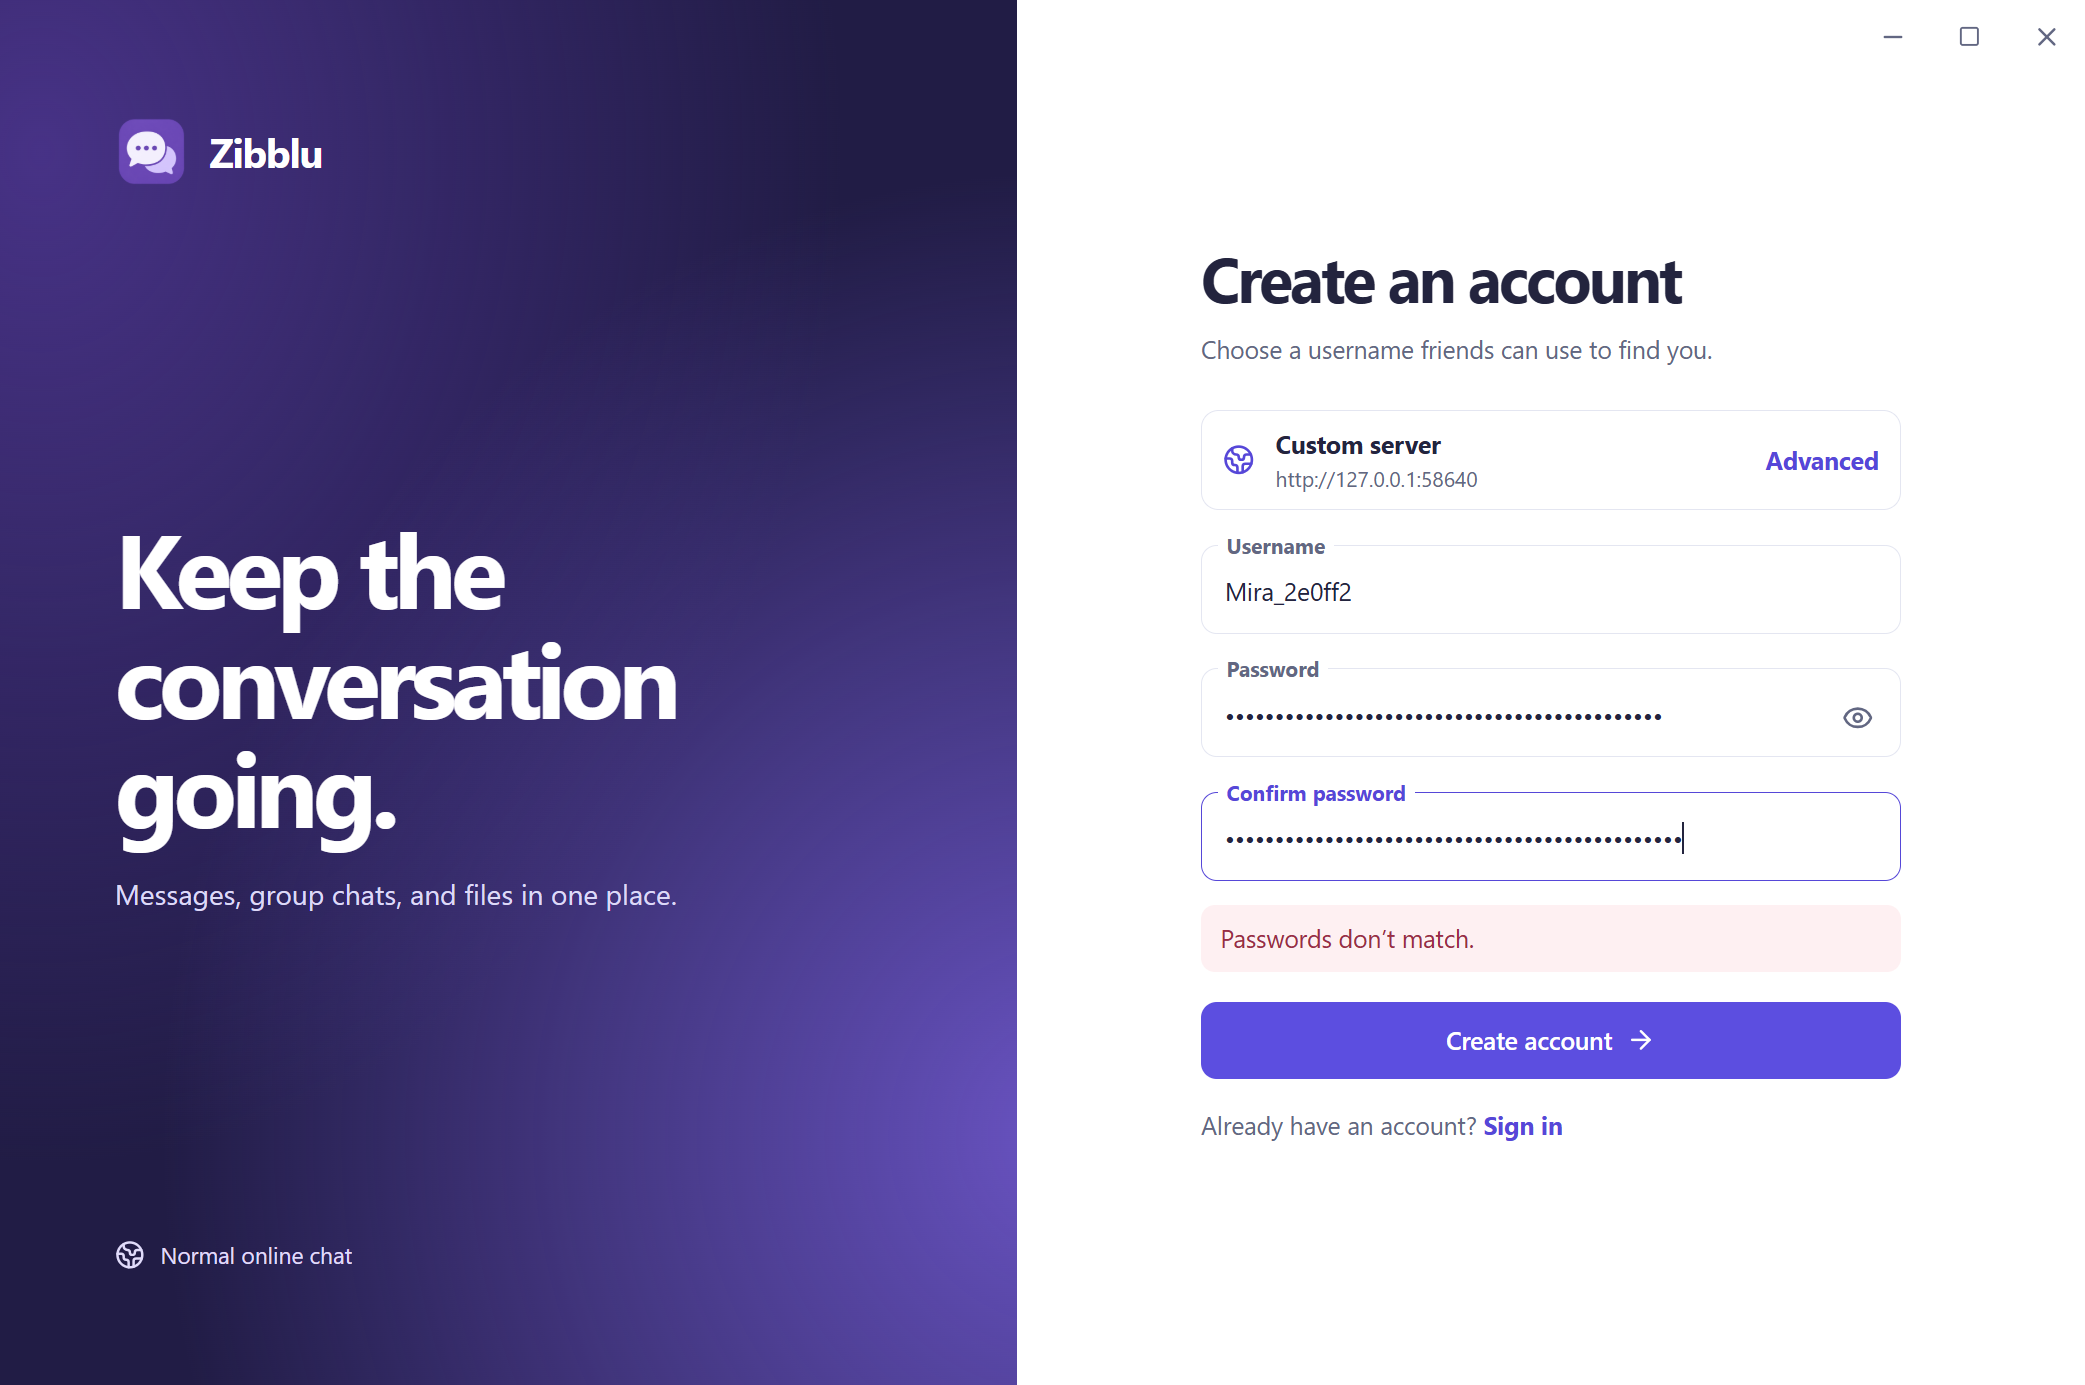 Zibblu
Keep the
conversation
going.
Messages, group chats, and files in one place.
Normal online chat
Create an account
Choose a username friends can use to find you.
Custom server
http://127.0.0.1:58640
Advanced
Username
Mira_2e0ff2
Password
Confirm password
Passwords don’t match.
Create account
Already have an account? Sign in